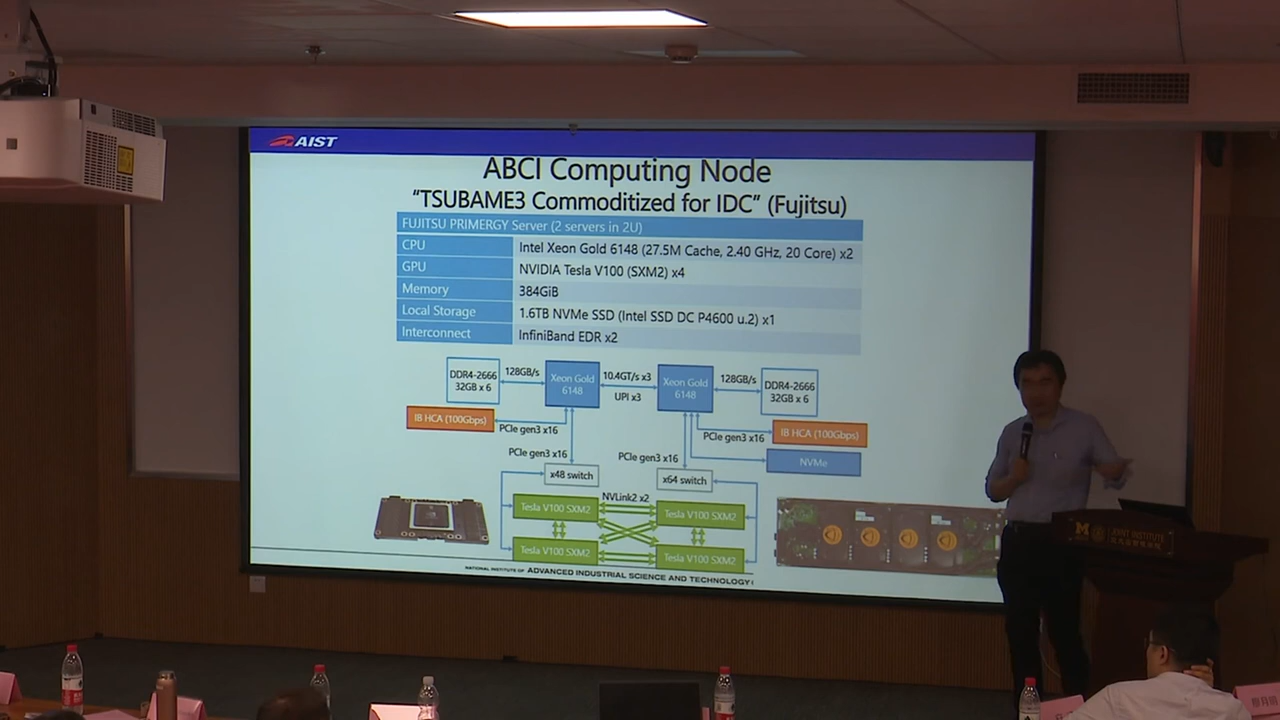 AIST
ABCI Computing Node
“TSUBAME3 Commoditized for IDC” (Fujitsu)
FUJITSU PRIMERGY Server (2 servers in 2U)
CPU Intel Xeon Gold 6148 (27.5M Cache, 2.40 GHz, 20 Core) x2
GPU NVIDIA Tesla V100 (SXM2) x4
Memory 384GiB
Local Storage 1.6TB NVMe SSD (Intel SSD DC P4600 u.2) x1
Interconnect InfiniBand EDR x2
DDR4-2666
32GB x 6
128GB/s
Xeon Gold
6148
10.4GT/s x3
UPI x3
Xeon Gold
6148
128GB/s
DDR4-2666
32GB x 6
IB HCA (100Gbps)
PCIe gen3 x16
PCIe gen3 x16
IB HCA (100Gbps)
PCIe gen3 x16
PCIe gen3 x16
NVMe
x48 switch
x64 switch
NVLink2 x2
Tesla V100 SXM2
Tesla V100 SXM2
Tesla V100 SXM2
Tesla V100 SXM2
NATIONAL INSTITUTE OF ADVANCED INDUSTRIAL SCIENCE AND TECHNOLOGY
M JOINT INSTITUTE